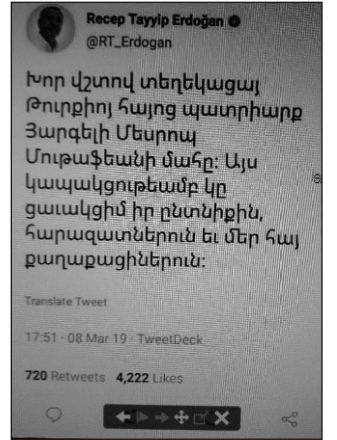 Recep Tayyip Erdoğan
@RT_Erdogan
Խոր վշտով տեղեկացայ
Թուրքիոյ հայոց պատրիարք
Յարգելի Մեսրոպ
Մութաֆեանի մահը: Այս
կապակցութեամբ կը
ցաւակցիմ իր ընտնիքին,
հարազատներուն եւ մեր հայ
քաղաքացիներուն:
Translate Tweet
17:51 · 08 Mar 19 · TweetDeck
720 Retweets 4,222 Likes